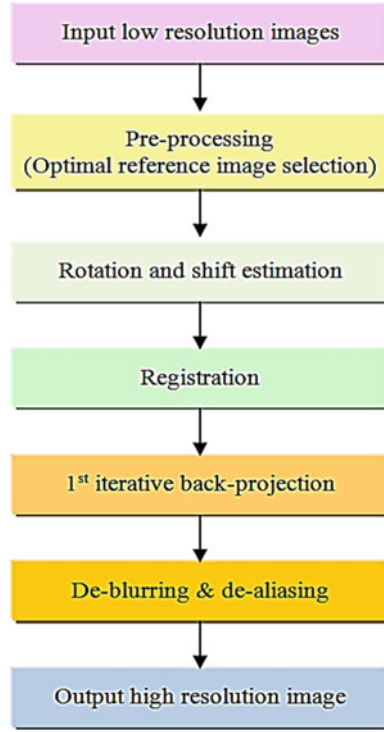 Input low resolution images
Pre-processing
(Optimal reference image selection)
Rotation and shift estimation
Registration
1st iterative back-projection
De-blurring & de-aliasing
Output high resolution image